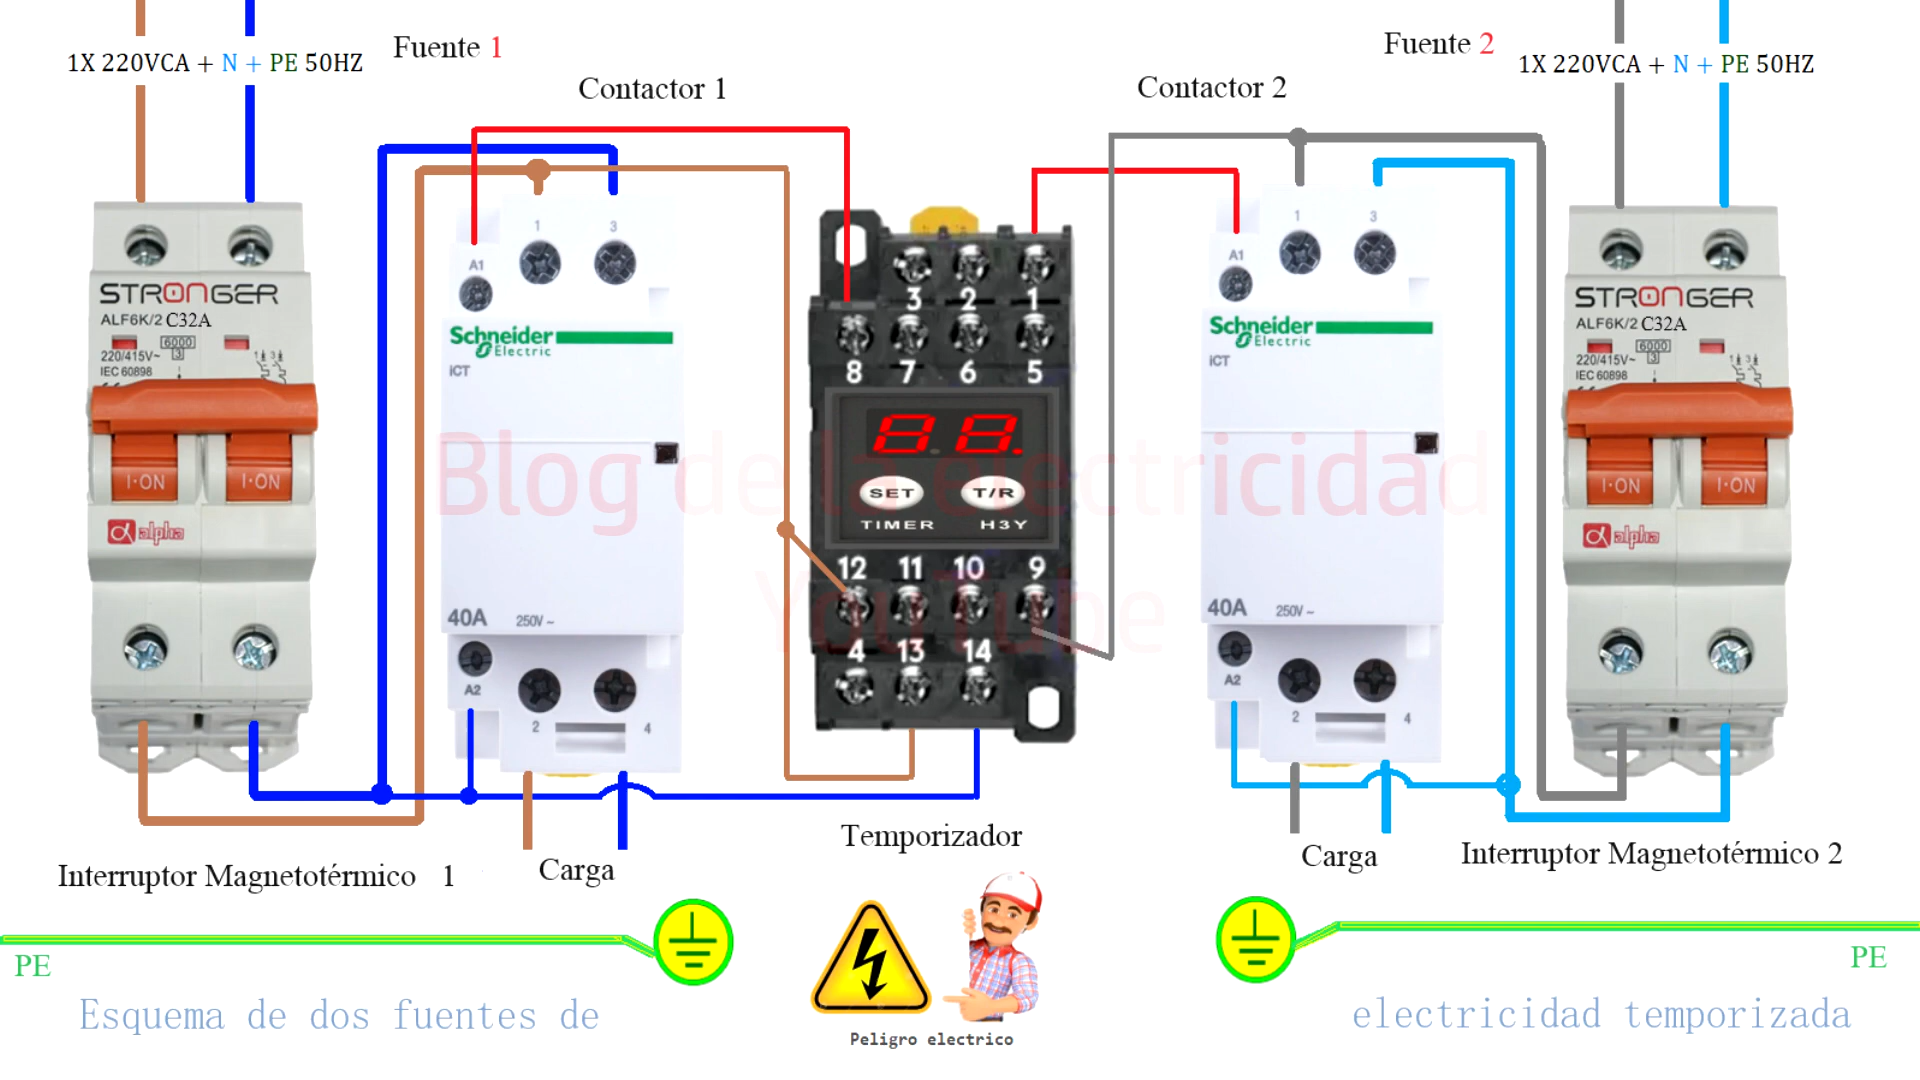 Fuente 1
Fuente 2
1X 220VCA + N + PE 50HZ
1X 220VCA + N + PE 50HZ
Contactor 1
Contactor 2
STRONGER
ALF6K/2 C32A
6000
3
220/415V~
IEC 60898
I·ON
I·ON
alpha
1
3
A1
Schneider
Electric
iCT
40A
250V ~
A2
2
4
3 2 1
8 7 6 5
88.
SET
T/R
TIMER
H3Y
12 11 10 9
4 13 14
1
3
A1
Schneider
Electric
iCT
40A
250V ~
A2
2
4
STRONGER
ALF6K/2 C32A
6000
3
220/415V~
IEC 60898
I·ON
I·ON
alpha
Blog de la electricidad
YouTube
Interruptor Magnetotérmico 1
Carga
Temporizador
Carga
Interruptor Magnetotérmico 2
PE
PE
Esquema de dos fuentes de
electricidad temporizada
Peligro electrico